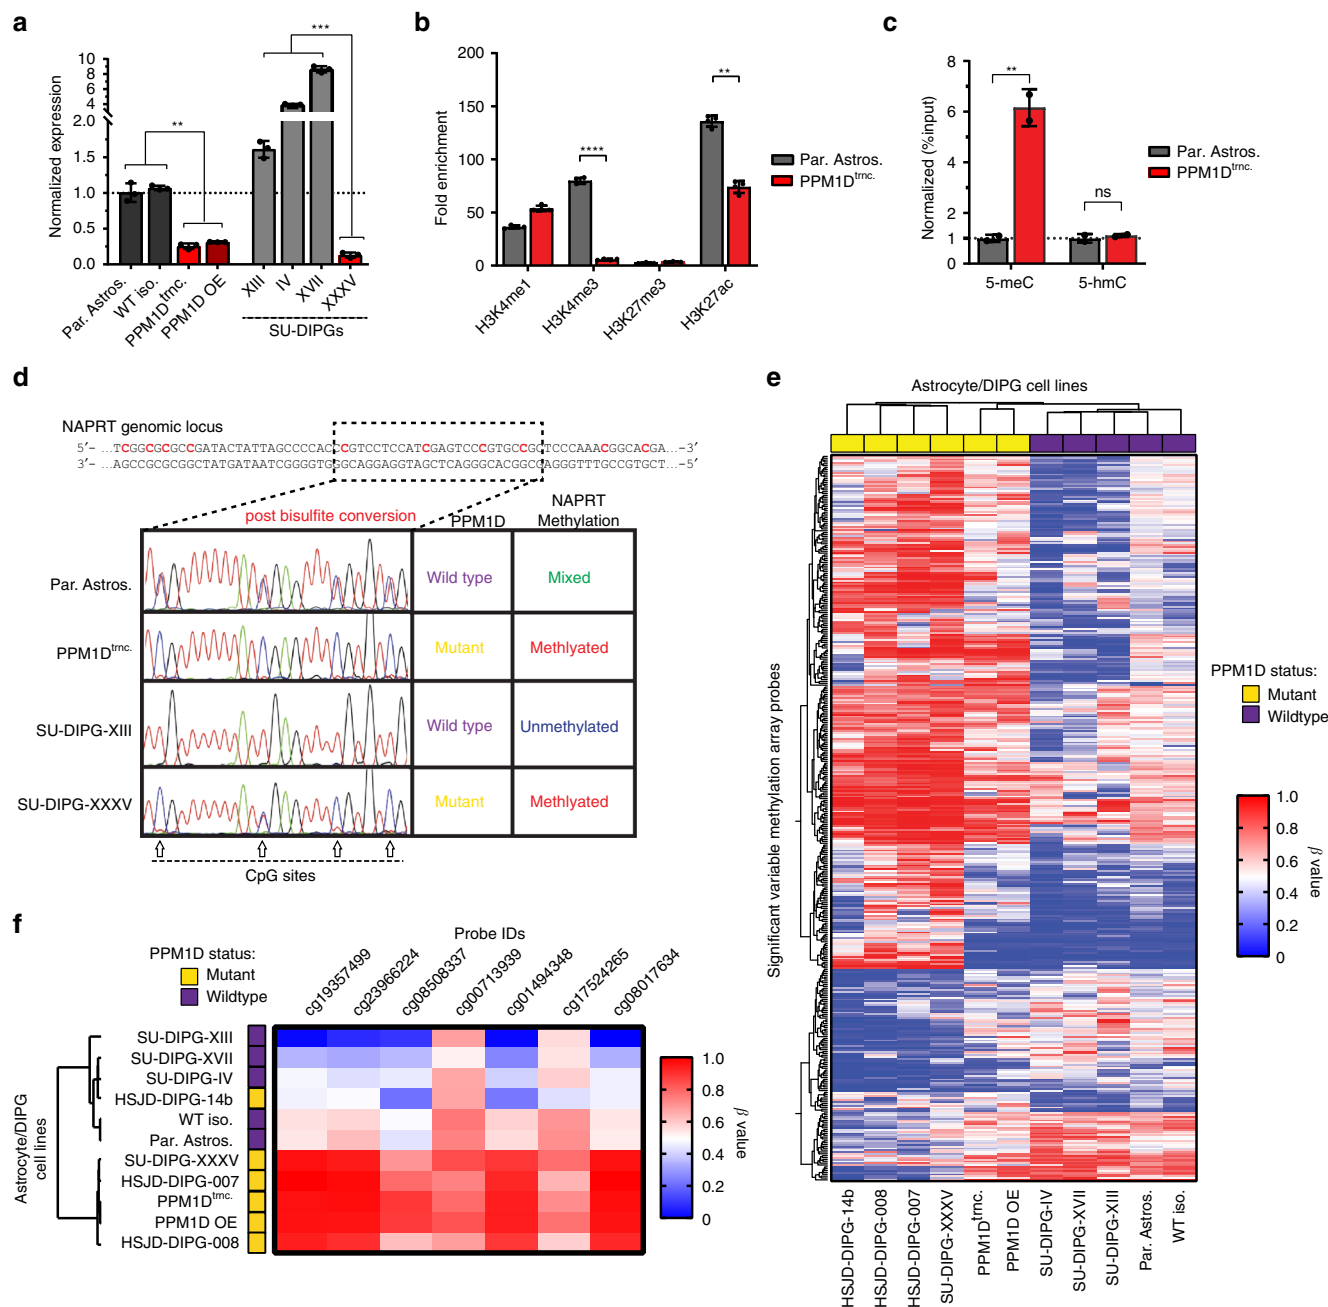 a
Normalized expression
10
8
6
4
2.0
1.5
1.0
0.5
0.0
**
***
Par. Astros.
WT iso.
PPM1Dtrnc.
PPM1D OE
XIII
IV
XVII
XXXV
SU-DIPGs
b
Fold enrichment
200
150
100
50
0
****
**
H3K4me1
H3K4me3
H3K27me3
H3K27ac
Par. Astros.
PPM1Dtrnc.
c
Normalized (%input)
8
6
4
2
1
0
**
ns
5-meC
5-hmC
Par. Astros.
PPM1Dtrnc.
d
NAPRT genomic locus
5′- ...TCGGCGCGCCGATACTATTAGCCCCACCCGTCCTCCATCGAGTCCCGTGCCGCTCCCAAACGGCACGA...-3′
3′- ...AGCCGCGCGGCTATGATAATCGGGGTGGGCAGGAGGTAGCTCAGGGCACGGCGAGGGTTTGCCGTGCT...-5′
post bisulfite conversion
PPM1D
NAPRT
Methylation
Par. Astros.
Wild type
Mixed
PPM1Dtrnc.
Mutant
Methlyated
SU-DIPG-XIII
Wild type
Unmethylated
SU-DIPG-XXXV
Mutant
Methlyated
CpG sites
e
Astrocyte/DIPG cell lines
Significant variable methylation array probes
PPM1D status:
Mutant
Wildtype
1.0
0.8
0.6
0.4
0.2
0
β value
HSJD-DIPG-14b
HSJD-DIPG-008
HSJD-DIPG-007
SU-DIPG-XXXV
PPM1Dtrnc.
PPM1D OE
SU-DIPG-IV
SU-DIPG-XVII
SU-DIPG-XIII
Par. Astros.
WT iso.
f
PPM1D status:
Mutant
Wildtype
Probe IDs
cg19357499
cg23966224
cg08508337
cg00713939
cg01494348
cg17524265
cg08017634
Astrocyte/DIPG
cell lines
SU-DIPG-XIII
SU-DIPG-XVII
SU-DIPG-IV
HSJD-DIPG-14b
WT iso.
Par. Astros.
SU-DIPG-XXXV
HSJD-DIPG-007
PPM1Dtrnc.
PPM1D OE
HSJD-DIPG-008
1.0
0.8
0.6
0.4
0.2
0
β value